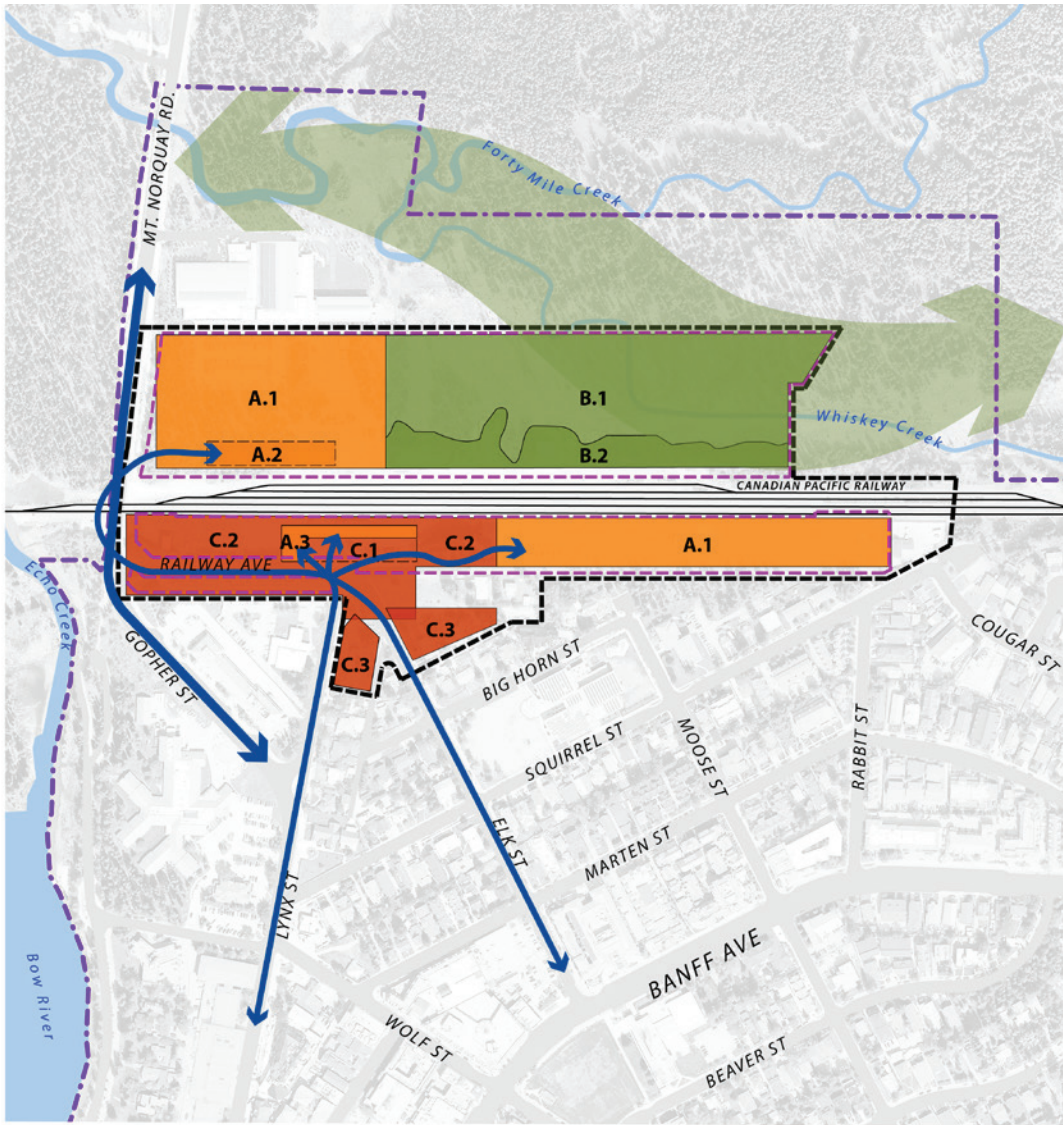 MT. NORQUAY RD.
Forty Mile Creek
A.1
B.1
Whiskey Creek
A.2
B.2
CANADIAN PACIFIC RAILWAY
C.2
A.3
C.1
C.2
A.1
RAILWAY AVE
Echo Creek
C.3
C.3
GOPHER ST
BIG HORN ST
COUGAR ST
SQUIRREL ST
MOOSE ST
RABBIT ST
ELK ST
MARTEN ST
LYNX ST
BANFF AVE
Bow River
WOLF ST
BEAVER ST